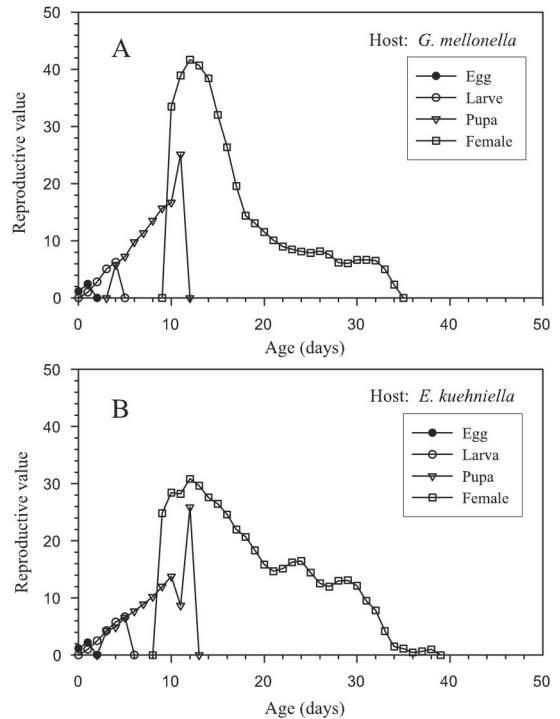 50
A
Host: G. mellonella
Egg
Larve
Pupa
Female
40
30
20
10
0
Reproductive value
0 10 20 30 40 50
Age (days)
50
B
Host: E. kuehniella
Egg
Larva
Pupa
Female
40
30
20
10
0
Reproductive value
0 10 20 30 40 50
Age (days)